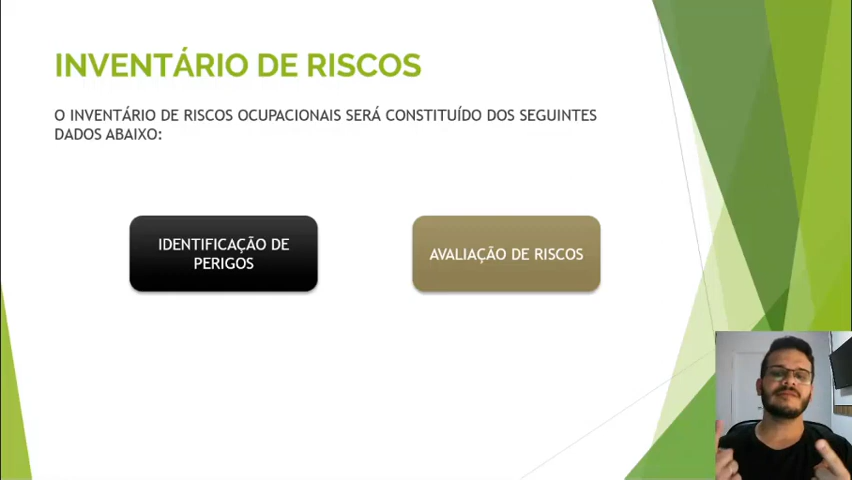 INVENTÁRIO DE RISCOS
O INVENTÁRIO DE RISCOS OCUPACIONAIS SERÁ CONSTITUÍDO DOS SEGUINTES
DADOS ABAIXO:
IDENTIFICAÇÃO DE
PERIGOS
AVALIAÇÃO DE RISCOS